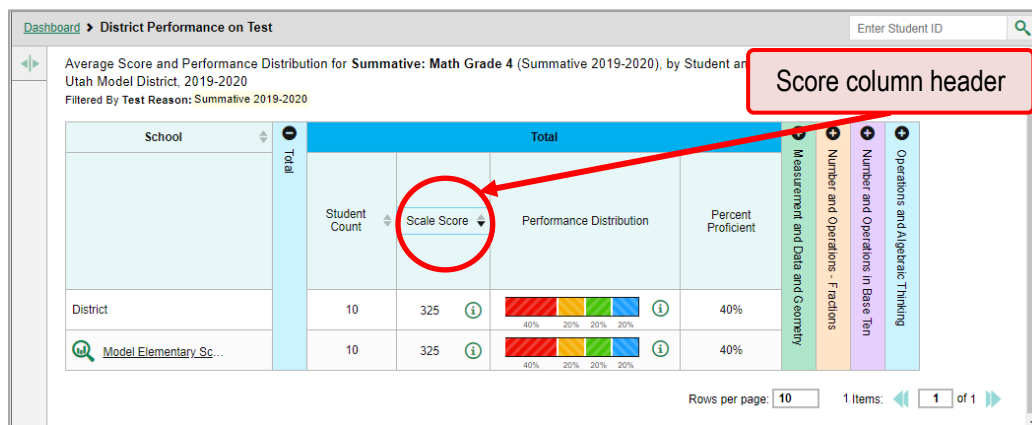 Dashboard > District Performance on Test
Enter Student ID
Average Score and Performance Distribution for Summative: Math Grade 4 (Summative 2019-2020), by Student an
Utah Model District, 2019-2020
Filtered By Test Reason: Summative 2019-2020
Score column header
School
Total
Total
Measurement and Data and Geometry
Number and Operations - Fractions
Number and Operations in Base Ten
Operations and Algebraic Thinking
Student
Count
Scale Score
Performance Distribution
Percent
Proficient
District
10
325
40% 20% 20% 20%
40%
Model Elementary Sc...
10
325
40% 20% 20% 20%
40%
Rows per page: 10 1 Items: 1 of 1